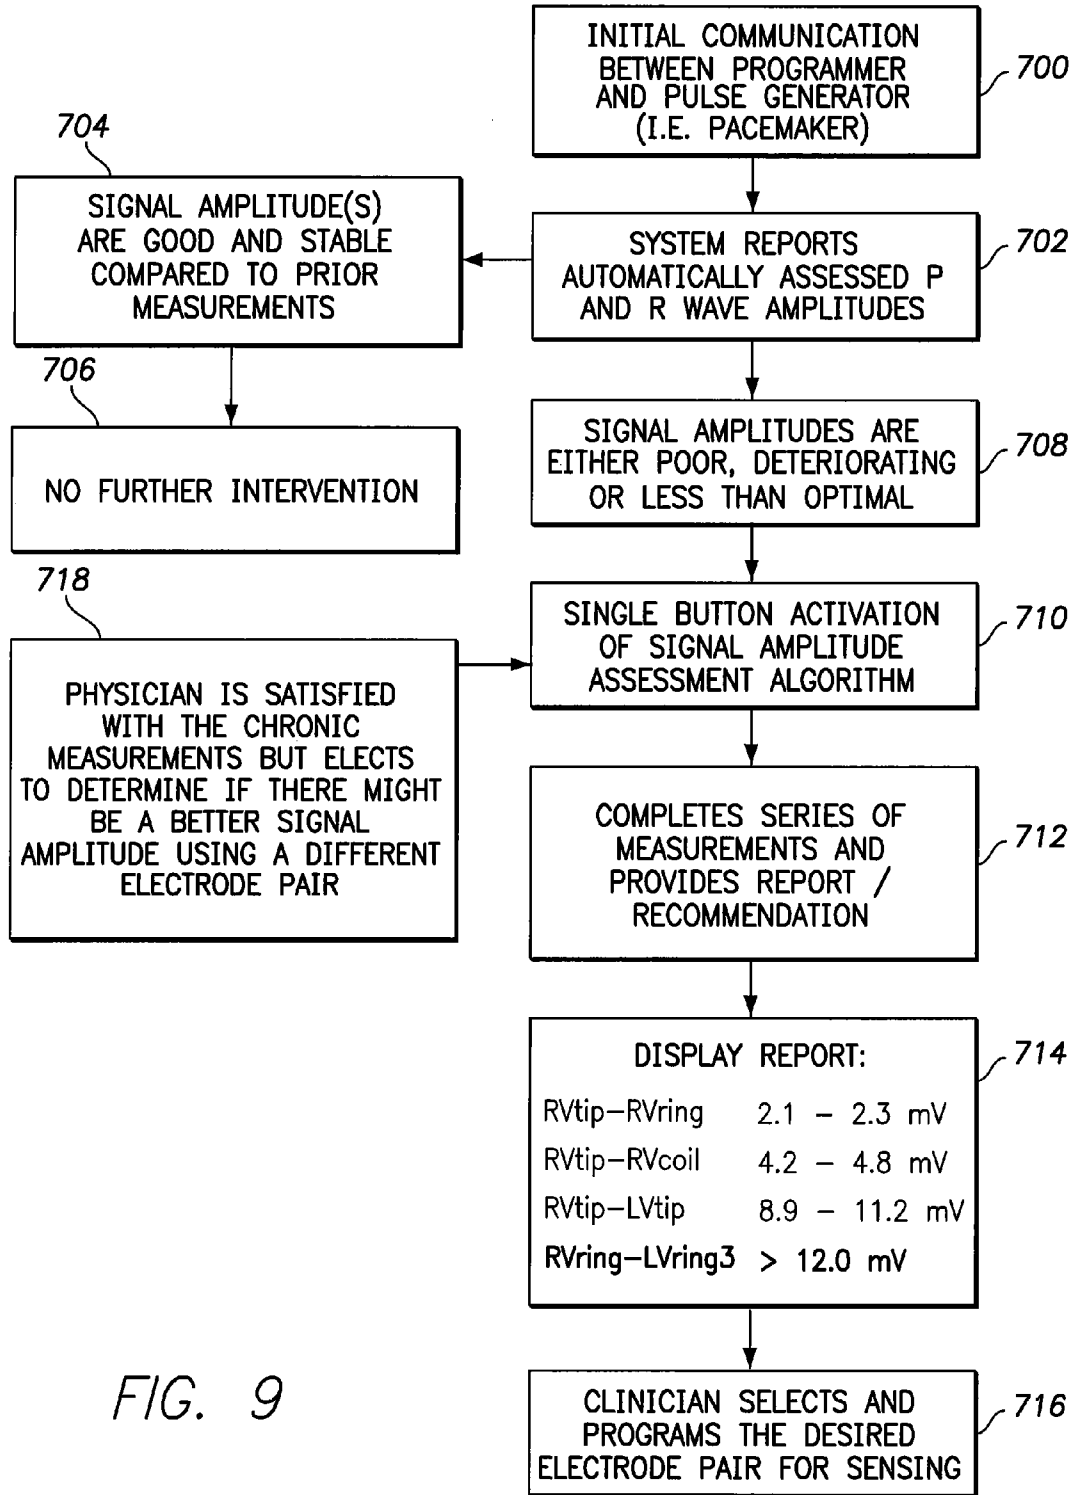 INITIAL COMMUNICATION
BETWEEN PROGRAMMER
AND PULSE GENERATOR
(I.E. PACEMAKER)
700
704
SIGNAL AMPLITUDE(S)
ARE GOOD AND STABLE
COMPARED TO PRIOR
MEASUREMENTS
SYSTEM REPORTS
AUTOMATICALLY ASSESSED P
AND R WAVE AMPLITUDES
702
706
NO FURTHER INTERVENTION
SIGNAL AMPLITUDES ARE
EITHER POOR, DETERIORATING
OR LESS THAN OPTIMAL
708
718
PHYSICIAN IS SATISFIED
WITH THE CHRONIC
MEASUREMENTS BUT ELECTS
TO DETERMINE IF THERE MIGHT
BE A BETTER SIGNAL
AMPLITUDE USING A DIFFERENT
ELECTRODE PAIR
SINGLE BUTTON ACTIVATION
OF SIGNAL AMPLITUDE
ASSESSMENT ALGORITHM
710
COMPLETES SERIES OF
MEASUREMENTS AND
PROVIDES REPORT /
RECOMMENDATION
712
DISPLAY REPORT:
714
RVtip–RVring 2.1 – 2.3 mV
RVtip–RVcoil 4.2 – 4.8 mV
RVtip–LVtip 8.9 – 11.2 mV
RVring–LVring3 > 12.0 mV
CLINICIAN SELECTS AND
PROGRAMS THE DESIRED
ELECTRODE PAIR FOR SENSING
716
FIG. 9